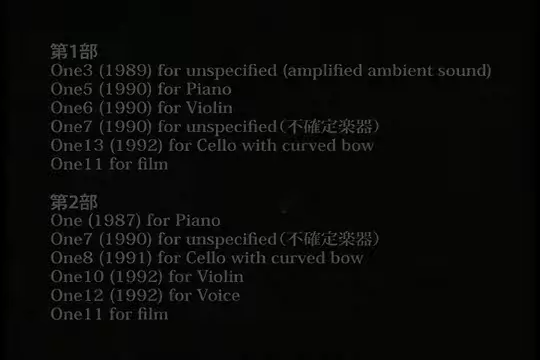 第1部
One3 (1989) for unspecified (amplified ambient sound)
One5 (1990) for Piano
One6 (1990) for Violin
One7 (1990) for unspecified(不確定楽器)
One13 (1992) for Cello with curved bow
One11 for film
第2部
One (1987) for Piano
One7 (1990) for unspecified(不確定楽器)
One8 (1991) for Cello with curved bow
One10 (1992) for Violin
One12 (1992) for Voice
One11 for film